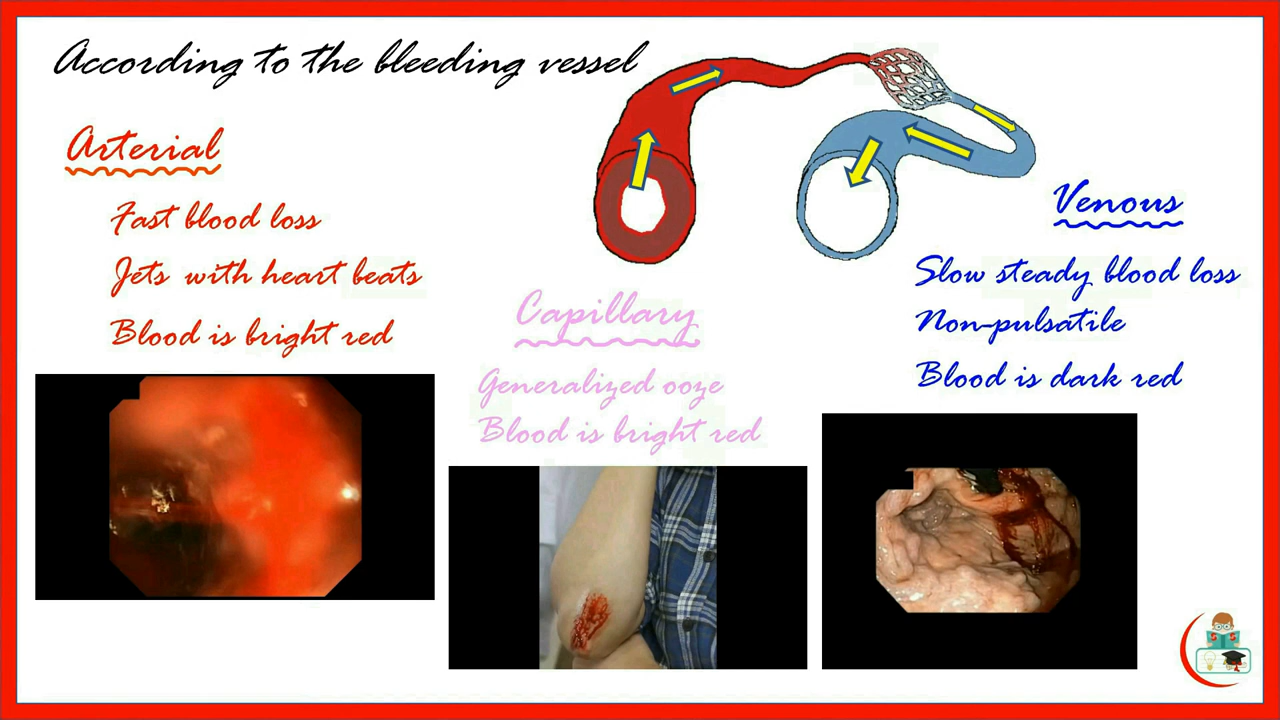 According to the bleeding vessel
Arterial
Fast blood loss
Jets with heart beats
Blood is bright red
Capillary
Generalized ooze
Blood is bright red
Venous
Slow steady blood loss
Non-pulsatile
Blood is dark red